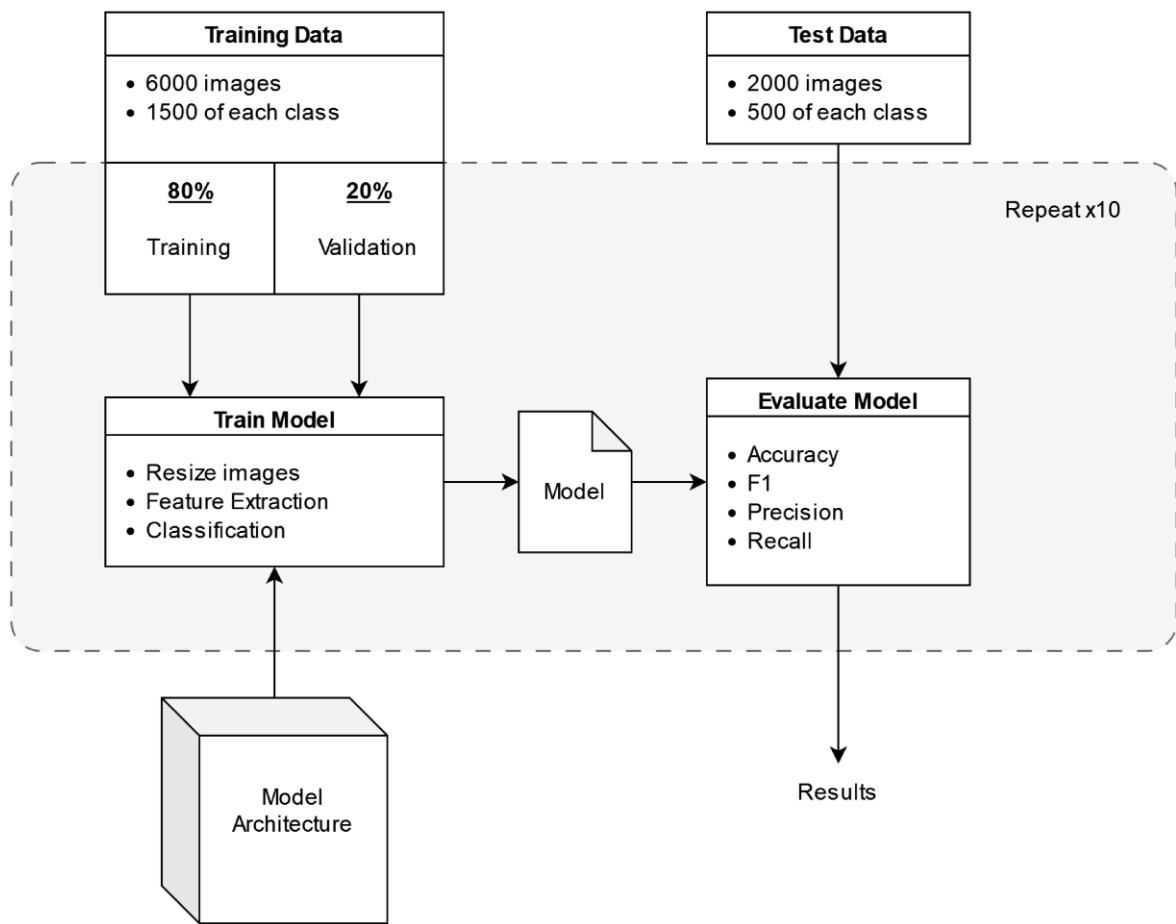 Training Data
• 6000 images
• 1500 of each class
Test Data
• 2000 images
• 500 of each class
80%
Training
20%
Validation
Repeat x10
Train Model
• Resize images
• Feature Extraction
• Classification
Model
Evaluate Model
• Accuracy
• F1
• Precision
• Recall
Model
Architecture
Results